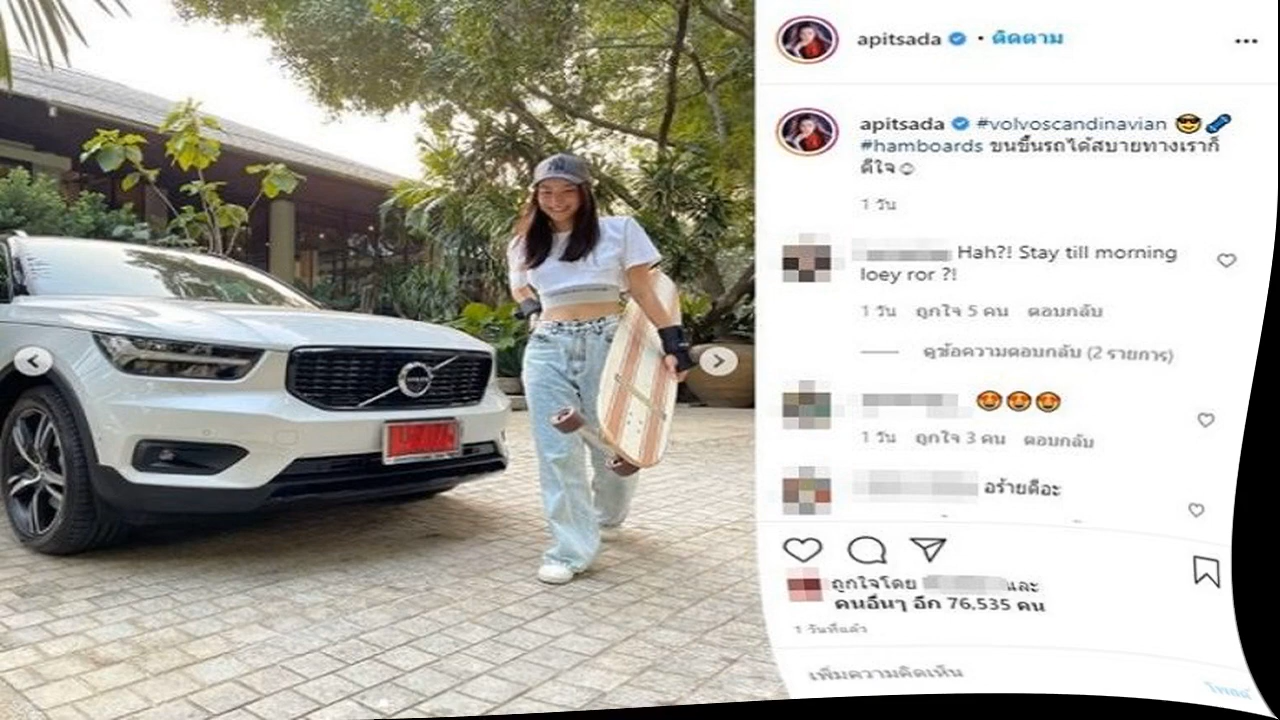 apitsada • ติดตาม
apitsada #volvoscandinavian
#hamboards ขนขึ้นรถได้สบายทางเราก็
ดีใจ
1 วัน
Hah?! Stay till morning
loey ror ?!
1 วัน ถูกใจ 5 คน ตอบกลับ
ดูข้อความตอบกลับ (2 รายการ)
1 วัน ถูกใจ 3 คน ตอบกลับ
อร้ายดีอะ
ถูกใจโดย และ
คนอื่นๆ อีก 76,535 คน
1 วันที่แล้ว
เพิ่มความคิดเห็น
โพสต์